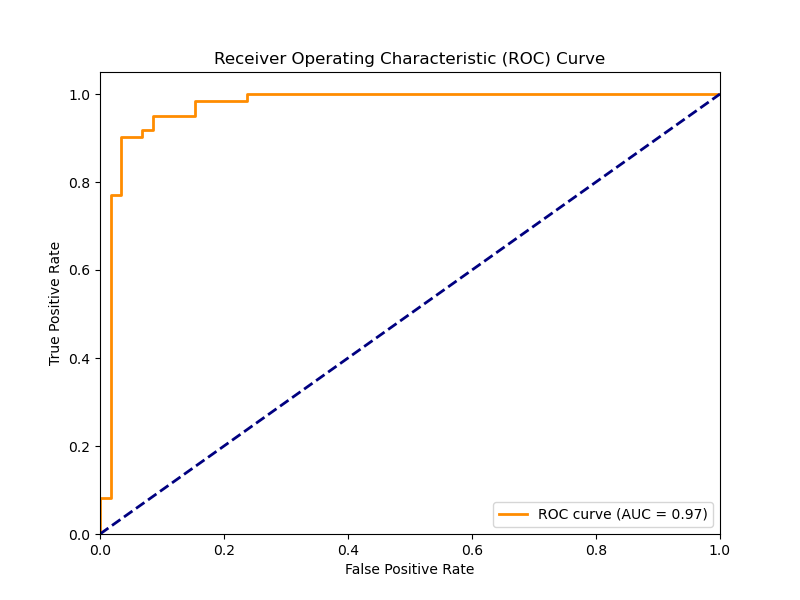 Receiver Operating Characteristic (ROC) Curve
True Positive Rate
1.0
0.8
0.6
0.4
0.2
0.0
ROC curve (AUC = 0.97)
0.0 0.2 0.4 0.6 0.8 1.0
False Positive Rate